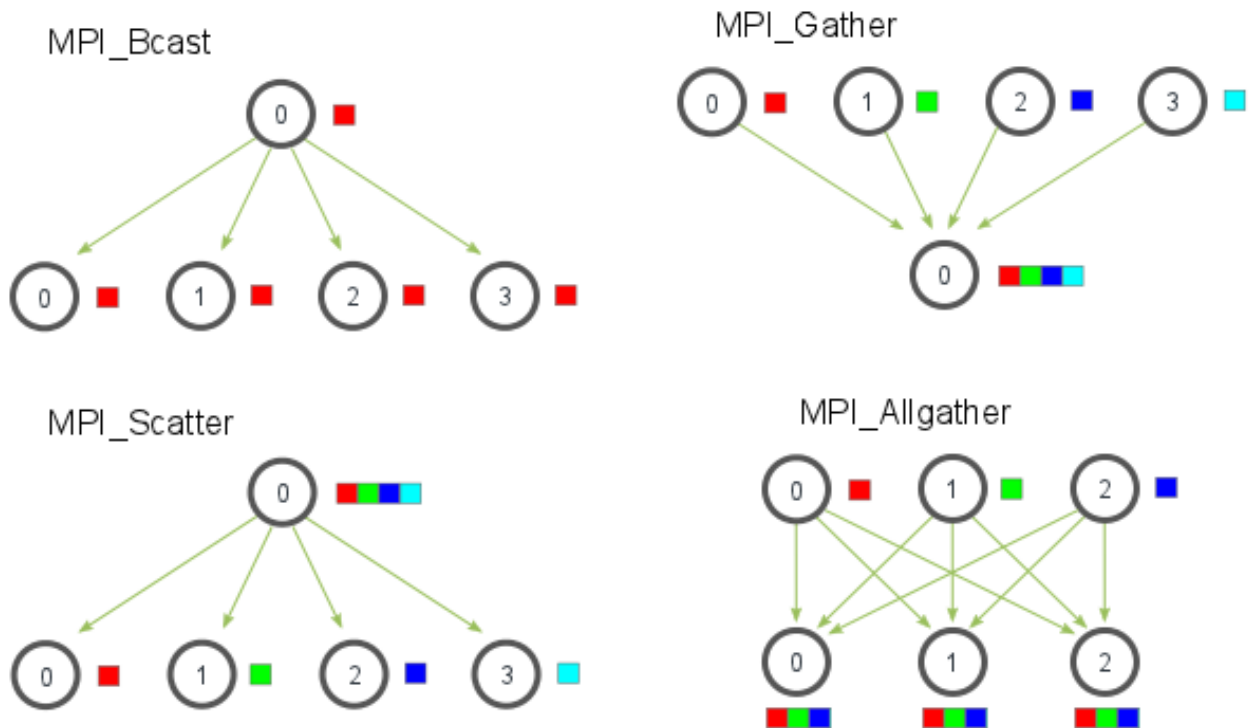 MPI_Bcast
0
0 1 2 3
MPI_Gather
0 1 2 3
0
MPI_Scatter
0
0 1 2 3
MPI_Allgather
0 1 2
0 1 2